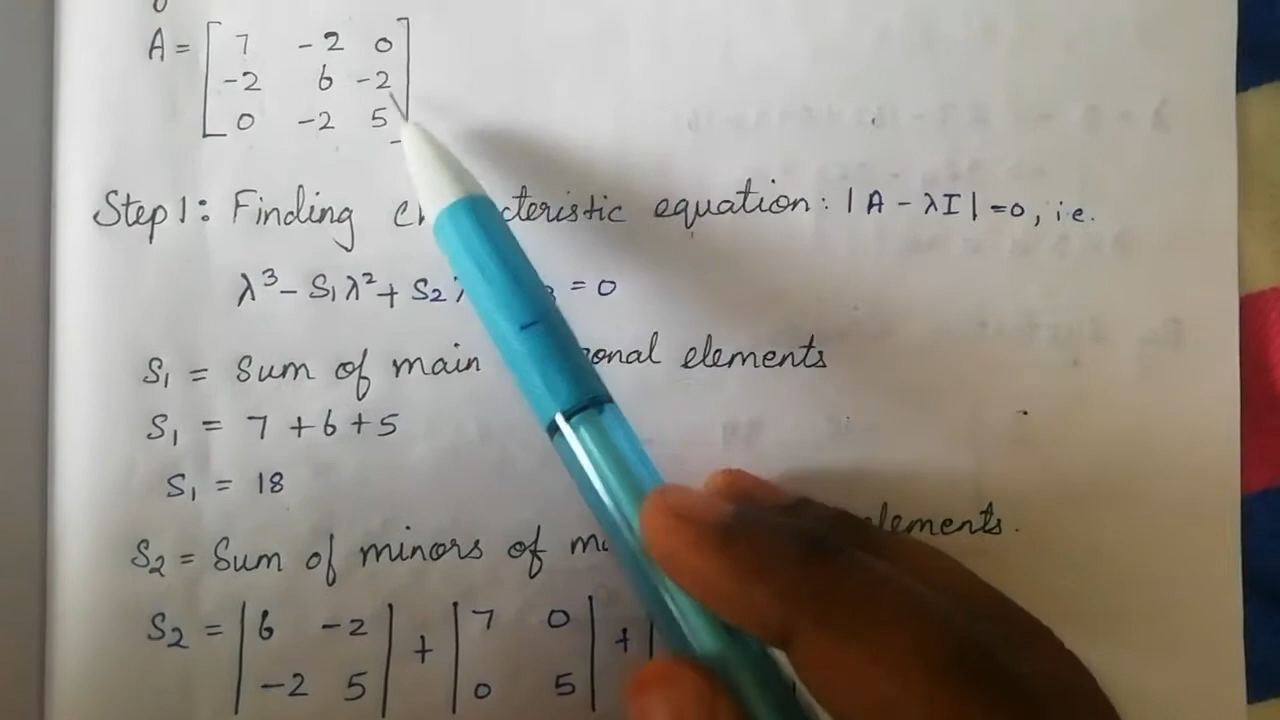 A = [ 7 -2 0
-2 6 -2
0 -2 5 ]
Step 1: Finding equation: |A - λI| = 0, i.e.
λ³ - S₁λ² + S₂ = 0
S₁ = Sum of main elements
S₁ = 7 + 6 + 5
S₁ = 18
S₂ = Sum of minors of elements.
S₂ = |6 -2| + |7 0| + |
|-2 5| |0 5|